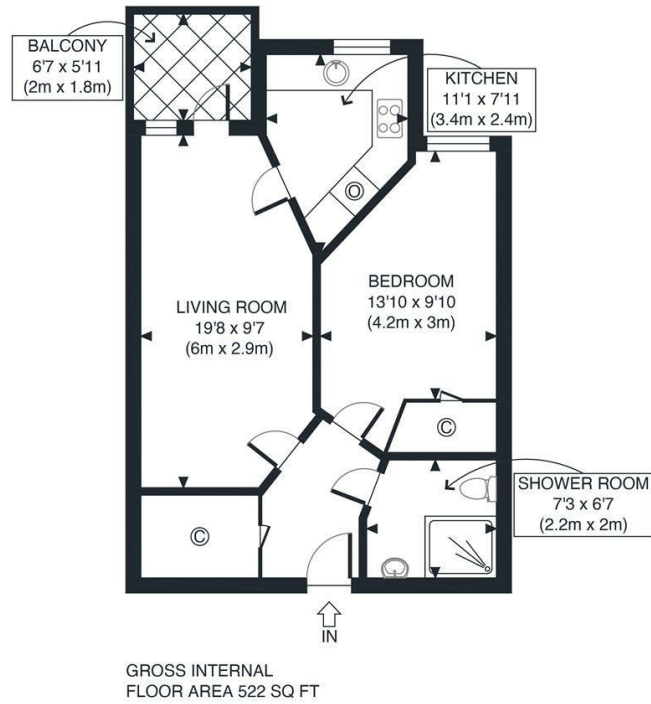 BALCONY
6'7 x 5'11
(2m x 1.8m)
KITCHEN
11'1 x 7'11
(3.4m x 2.4m)
O
LIVING ROOM
19'8 x 9'7
(6m x 2.9m)
BEDROOM
13'10 x 9'10
(4.2m x 3m)
C
SHOWER ROOM
7'3 x 6'7
(2.2m x 2m)
C
IN
GROSS INTERNAL
FLOOR AREA 522 SQ FT